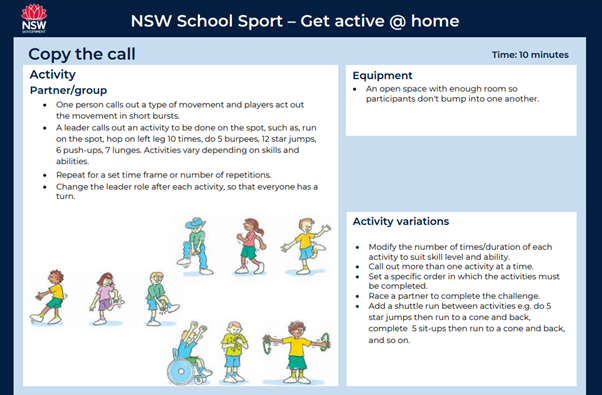 NSW School Sport – Get active @ home
NSW
GOVERNMENT
Copy the call
Time: 10 minutes
Activity
Partner/group
• One person calls out a type of movement and players act out
the movement in short bursts.
• A leader calls out an activity to be done on the spot, such as, run
on the spot, hop on left leg 10 times, do 5 burpees, 12 star jumps,
6 push-ups, 7 lunges. Activities vary depending on skills and
abilities.
• Repeat for a set time frame or number of repetitions.
• Change the leader role after each activity, so that everyone has a
turn.
Equipment
• An open space with enough room so
participants don't bump into one another.
Activity variations
• Modify the number of times/duration of each
activity to suit skill level and ability.
• Call out more than one activity at a time.
• Set a specific order in which the activities must
be completed.
• Race a partner to complete the challenge.
• Add a shuttle run between activities e.g. do 5
star jumps then run to a cone and back,
complete 5 sit-ups then run to a cone and back,
and so on.